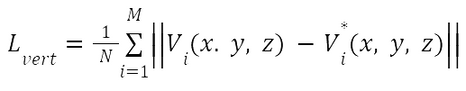 L_vert = 1/N ∑_{i=1}^{M} ||V_i(x. y, z) − V_i^*(x, y, z)||